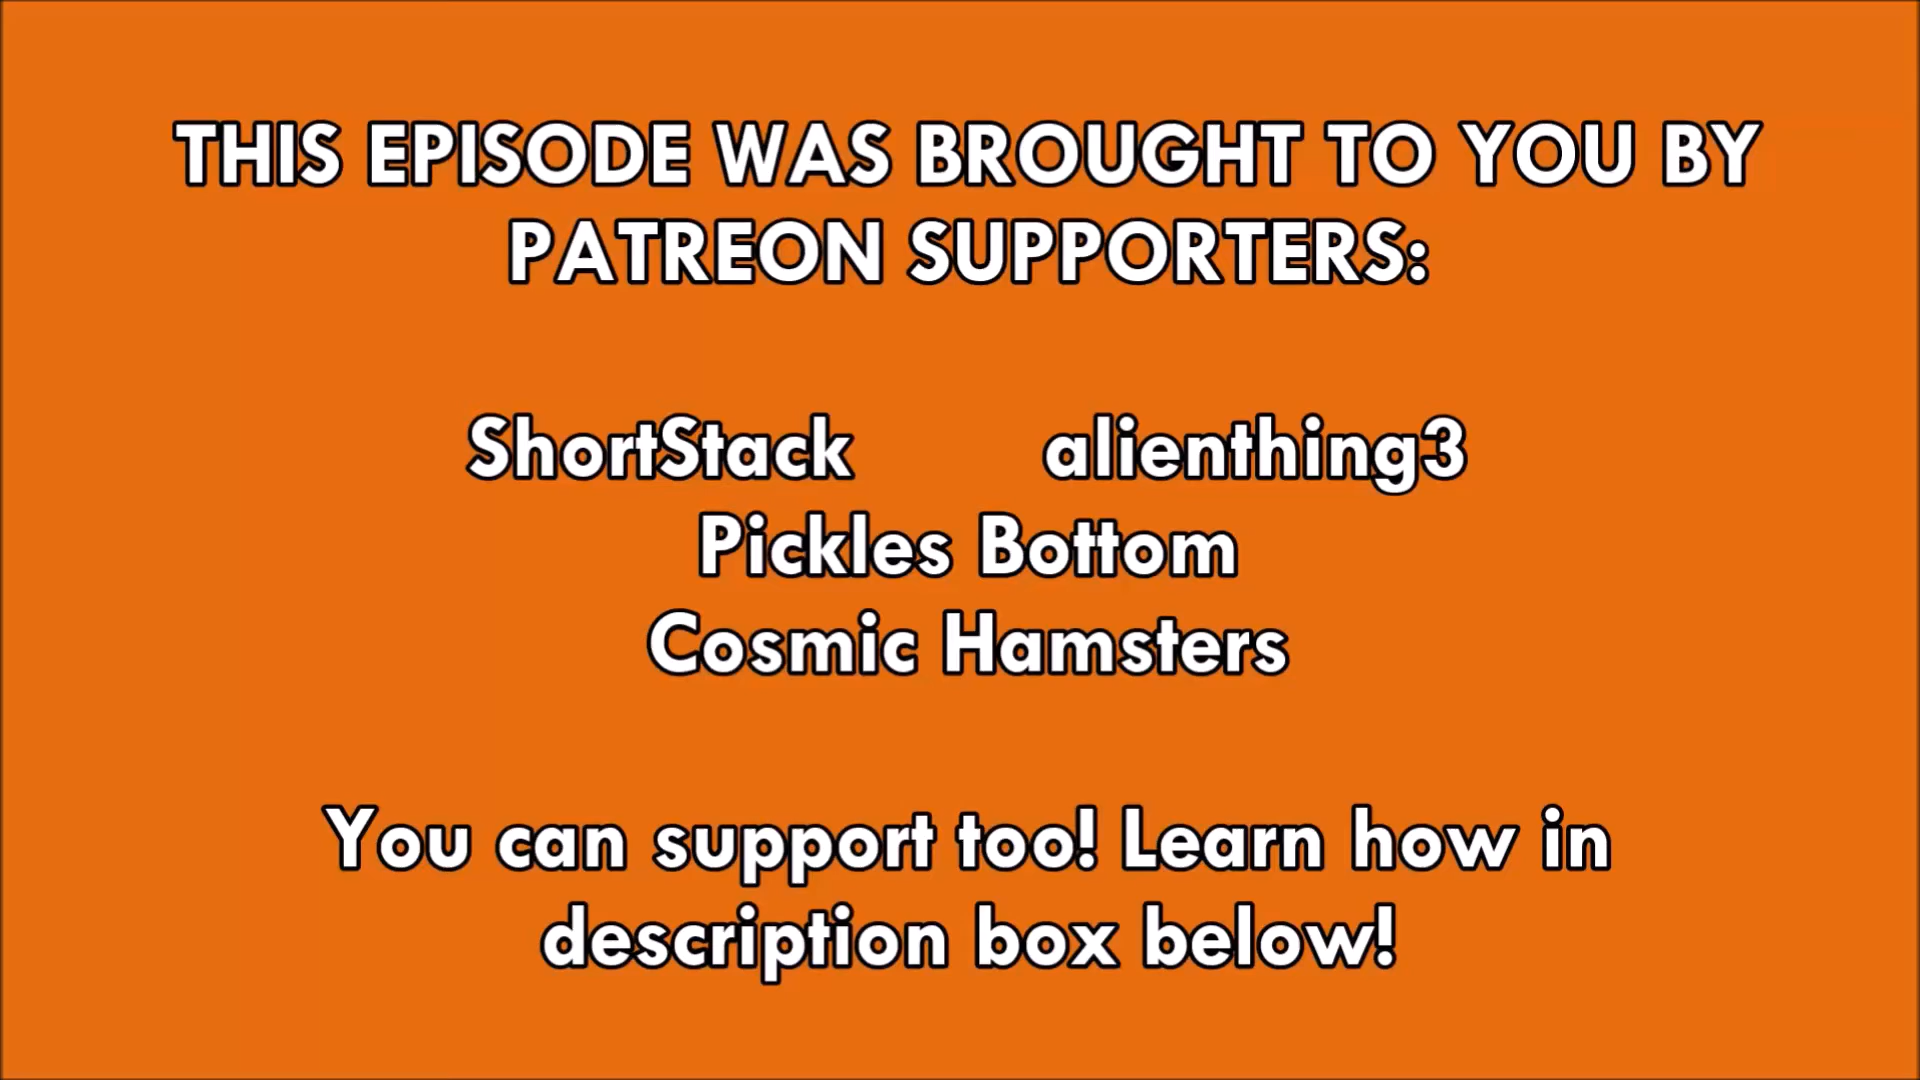 THIS EPISODE WAS BROUGHT TO YOU BY
PATREON SUPPORTERS:
ShortStack alienthing3
Pickles Bottom
Cosmic Hamsters
You can support too! Learn how in
description box below!